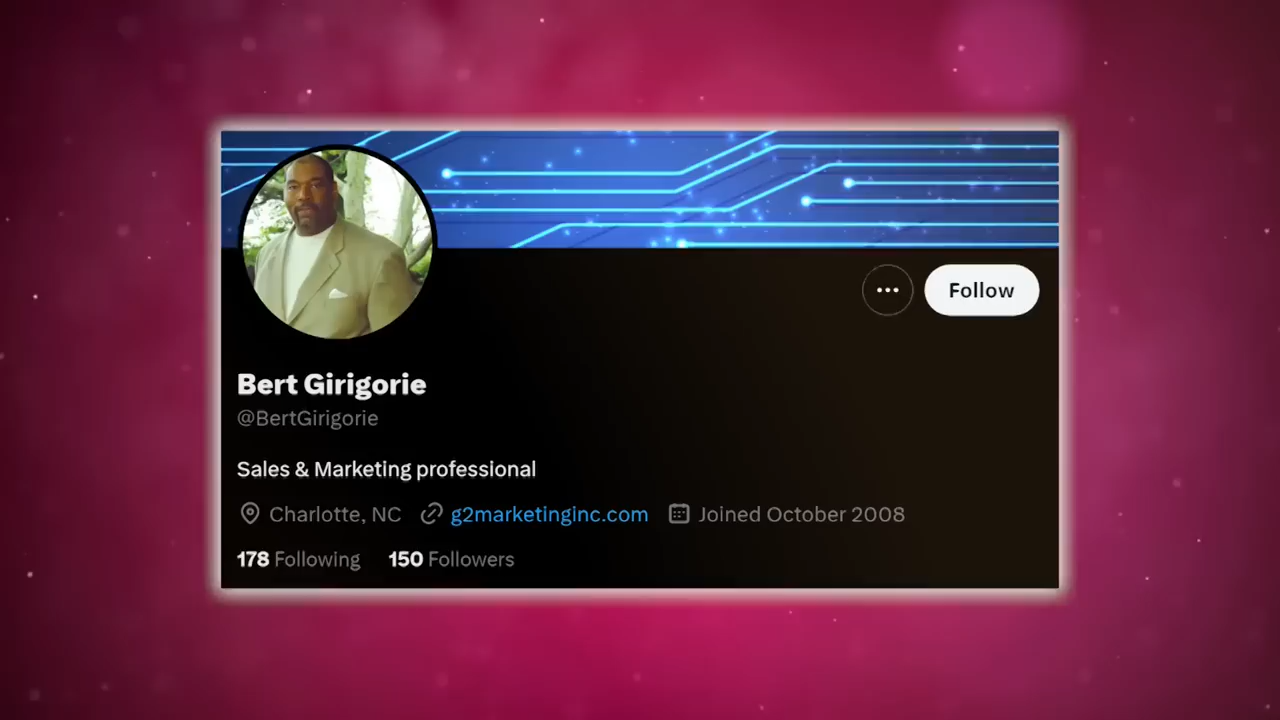 Follow
Bert Girigorie
@BertGirigorie
Sales & Marketing professional
Charlotte, NC g2marketinginc.com Joined October 2008
178 Following 150 Followers